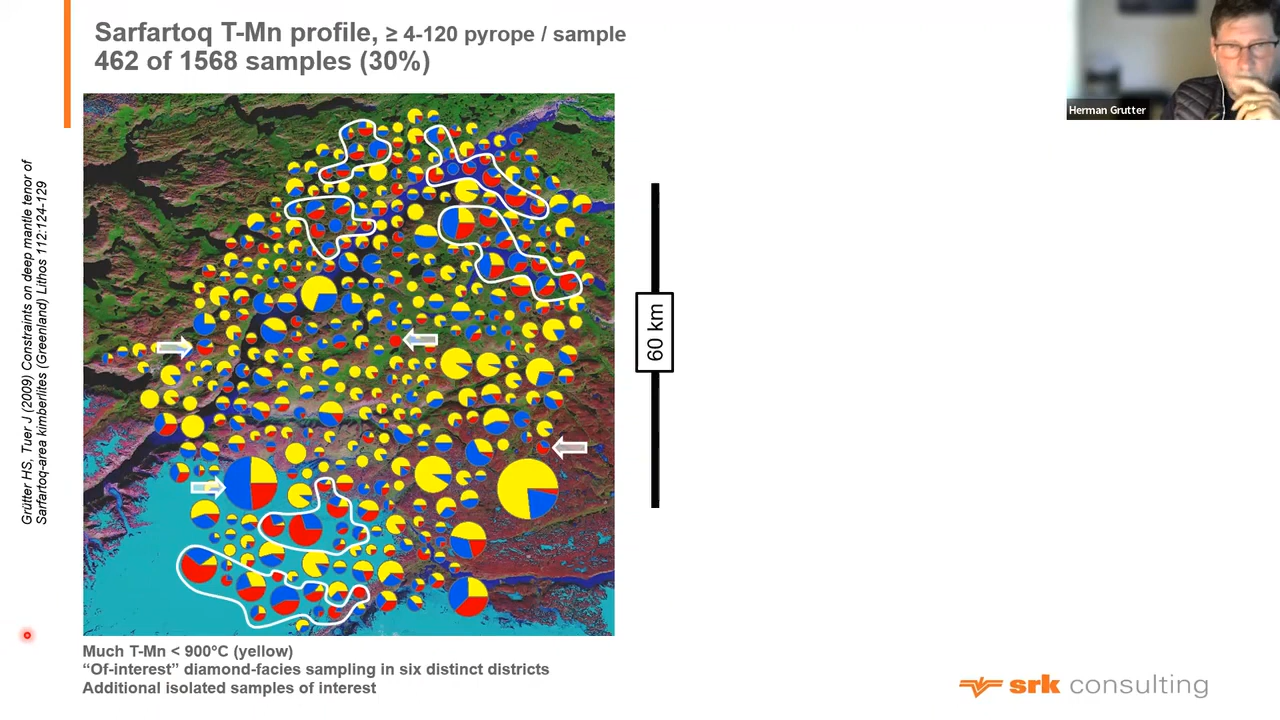 Sarfartoq T-Mn profile, ≥ 4-120 pyrope / sample
462 of 1568 samples (30%)
Herman Grutter
Grütter HS, Tuer J (2009) Constraints on deep mantle tenor of
Sarfartoq-area kimberlites (Greenland) Lithos 112:124-129
60 km
Much T-Mn < 900°C (yellow)
“Of-interest” diamond-facies sampling in six distinct districts
Additional isolated samples of interest
srk consulting